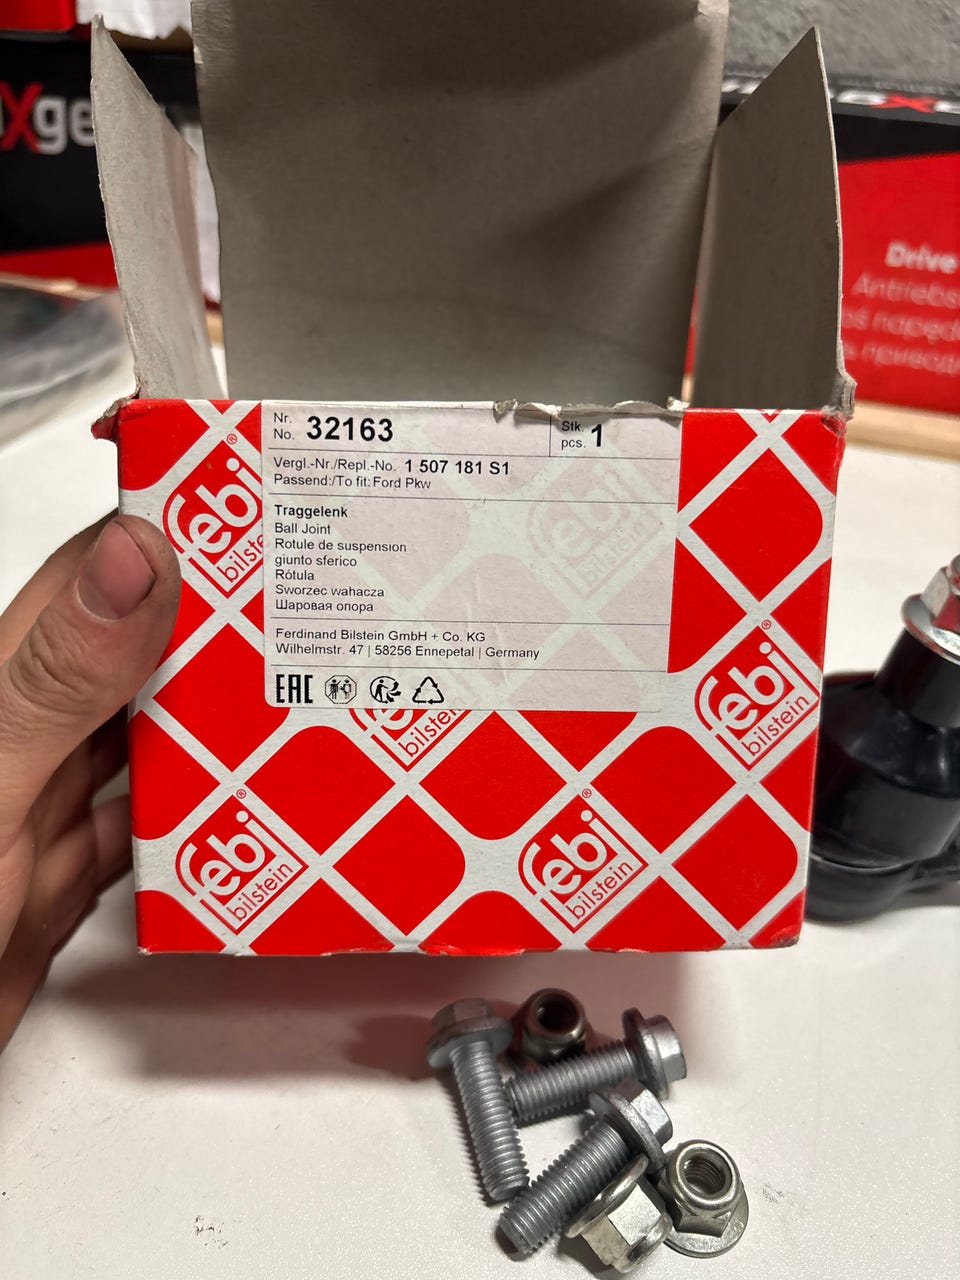 Drive
Nr.
No. 32163
Stk.
pcs. 1
Vergl.-Nr./Repl.-No. 1 507 181 S1
Passend:/To fit: Ford Pkw
Traggelenk
Ball Joint
Rotule de suspension
giunto sferico
Rótula
Sworzec wahacza
Шаровая опора
Ferdinand Bilstein GmbH + Co. KG
Wilhelmstr. 47 | 58256 Ennepetal | Germany
EAC
febi®
bilstein
febi
bilstein
febi®
bilstein
febi®
bilstein
febi®
bilstein